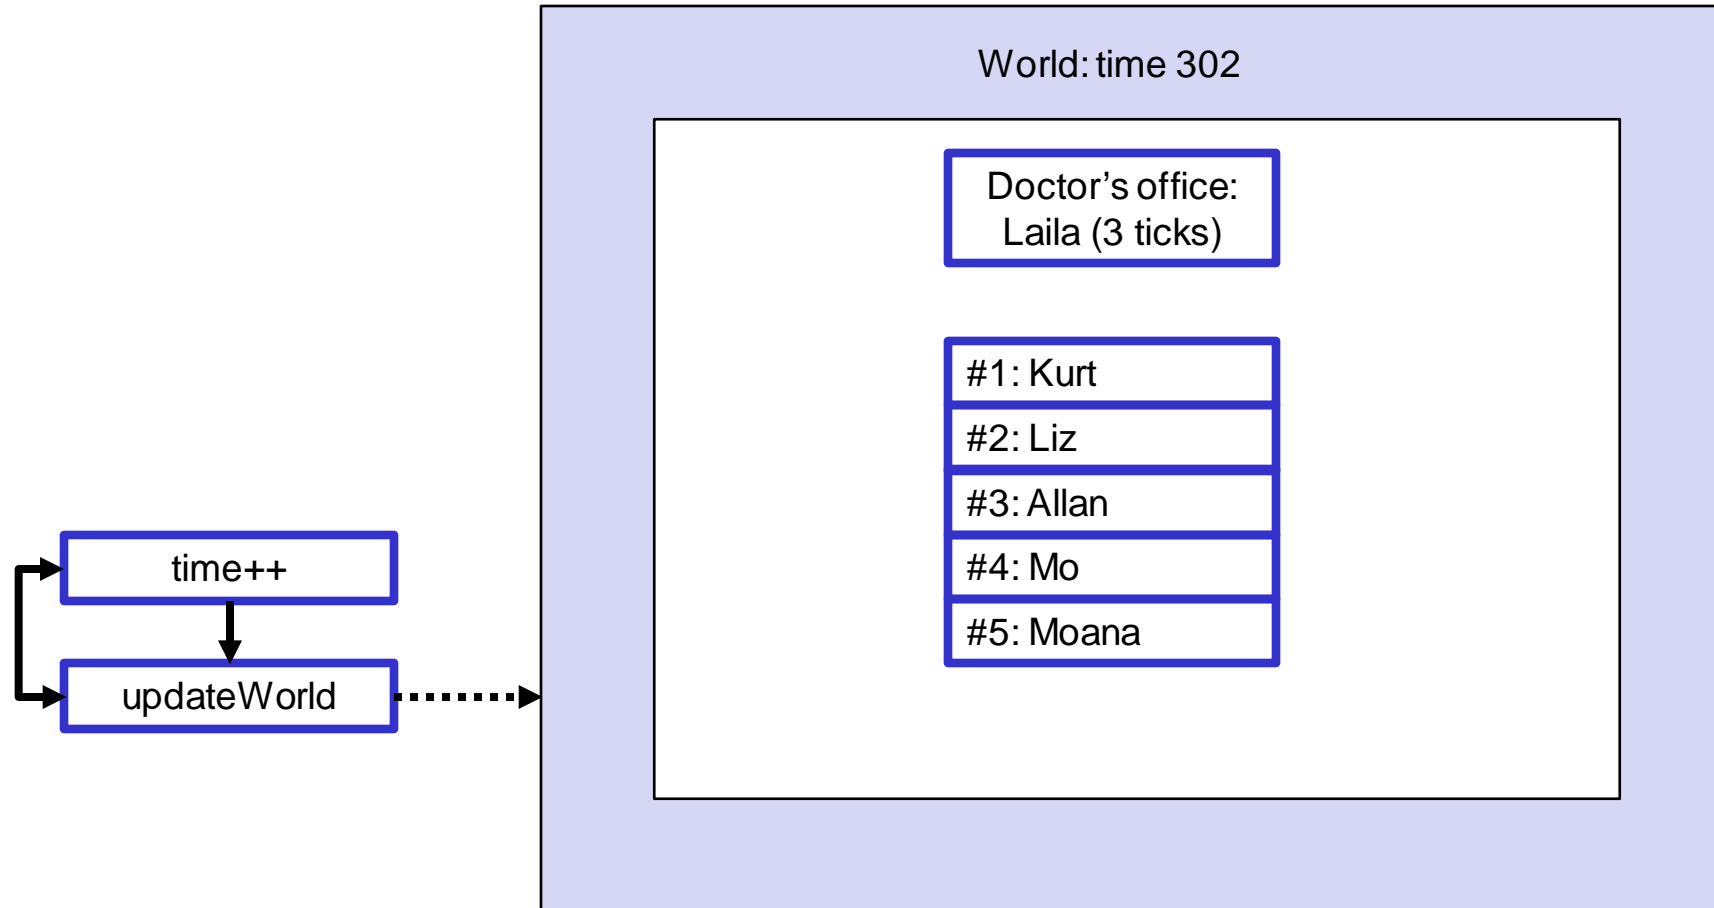 World: time 302
Doctor’s office:
Laila (3 ticks)
#1: Kurt
#2: Liz
#3: Allan
#4: Mo
#5: Moana
time++
updateWorld